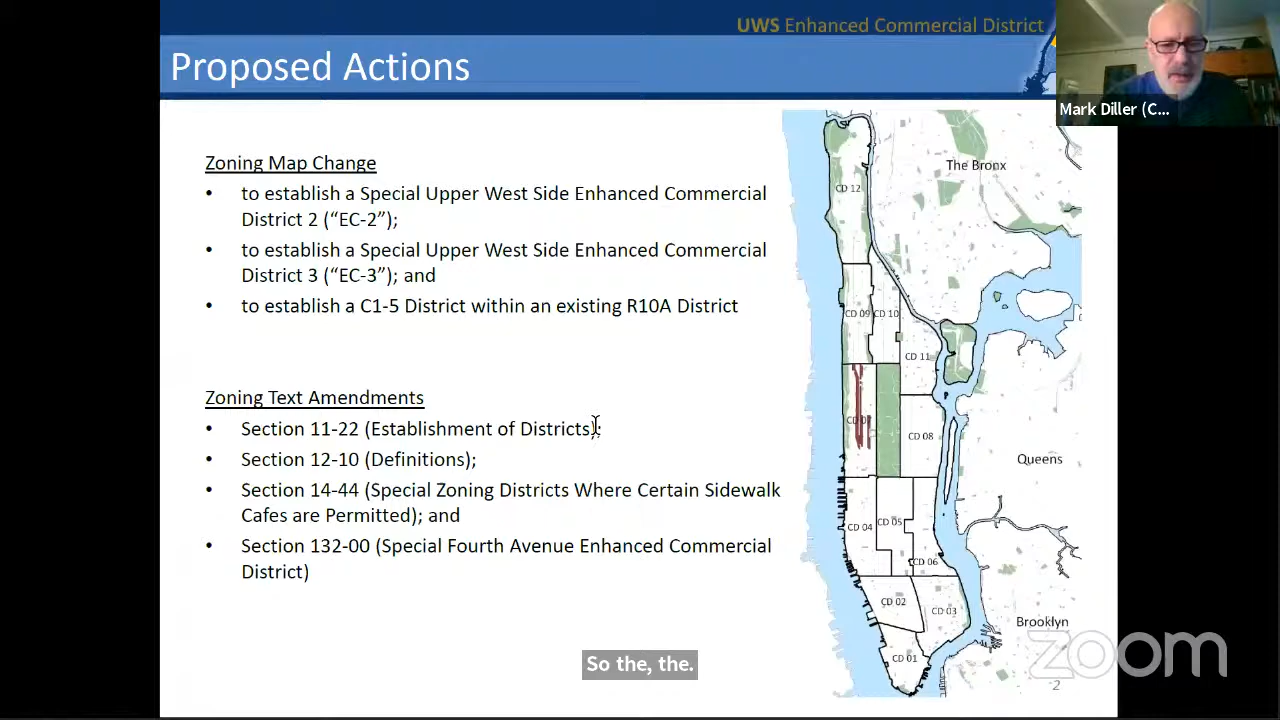 UWS Enhanced Commercial District
Proposed Actions
Mark Diller (C...
Zoning Map Change
• to establish a Special Upper West Side Enhanced Commercial
District 2 (“EC-2”);
• to establish a Special Upper West Side Enhanced Commercial
District 3 (“EC-3”); and
• to establish a C1-5 District within an existing R10A District
Zoning Text Amendments
• Section 11-22 (Establishment of Districts);
• Section 12-10 (Definitions);
• Section 14-44 (Special Zoning Districts Where Certain Sidewalk
Cafes are Permitted); and
• Section 132-00 (Special Fourth Avenue Enhanced Commercial
District)
The Bronx
CD 12
CD 09
CD 10
CD 11
CD 07
CD 08
Queens
CD 04
CD 05
CD 06
CD 02
CD 03
Brooklyn
CD 01
So the, the.
zoom
2